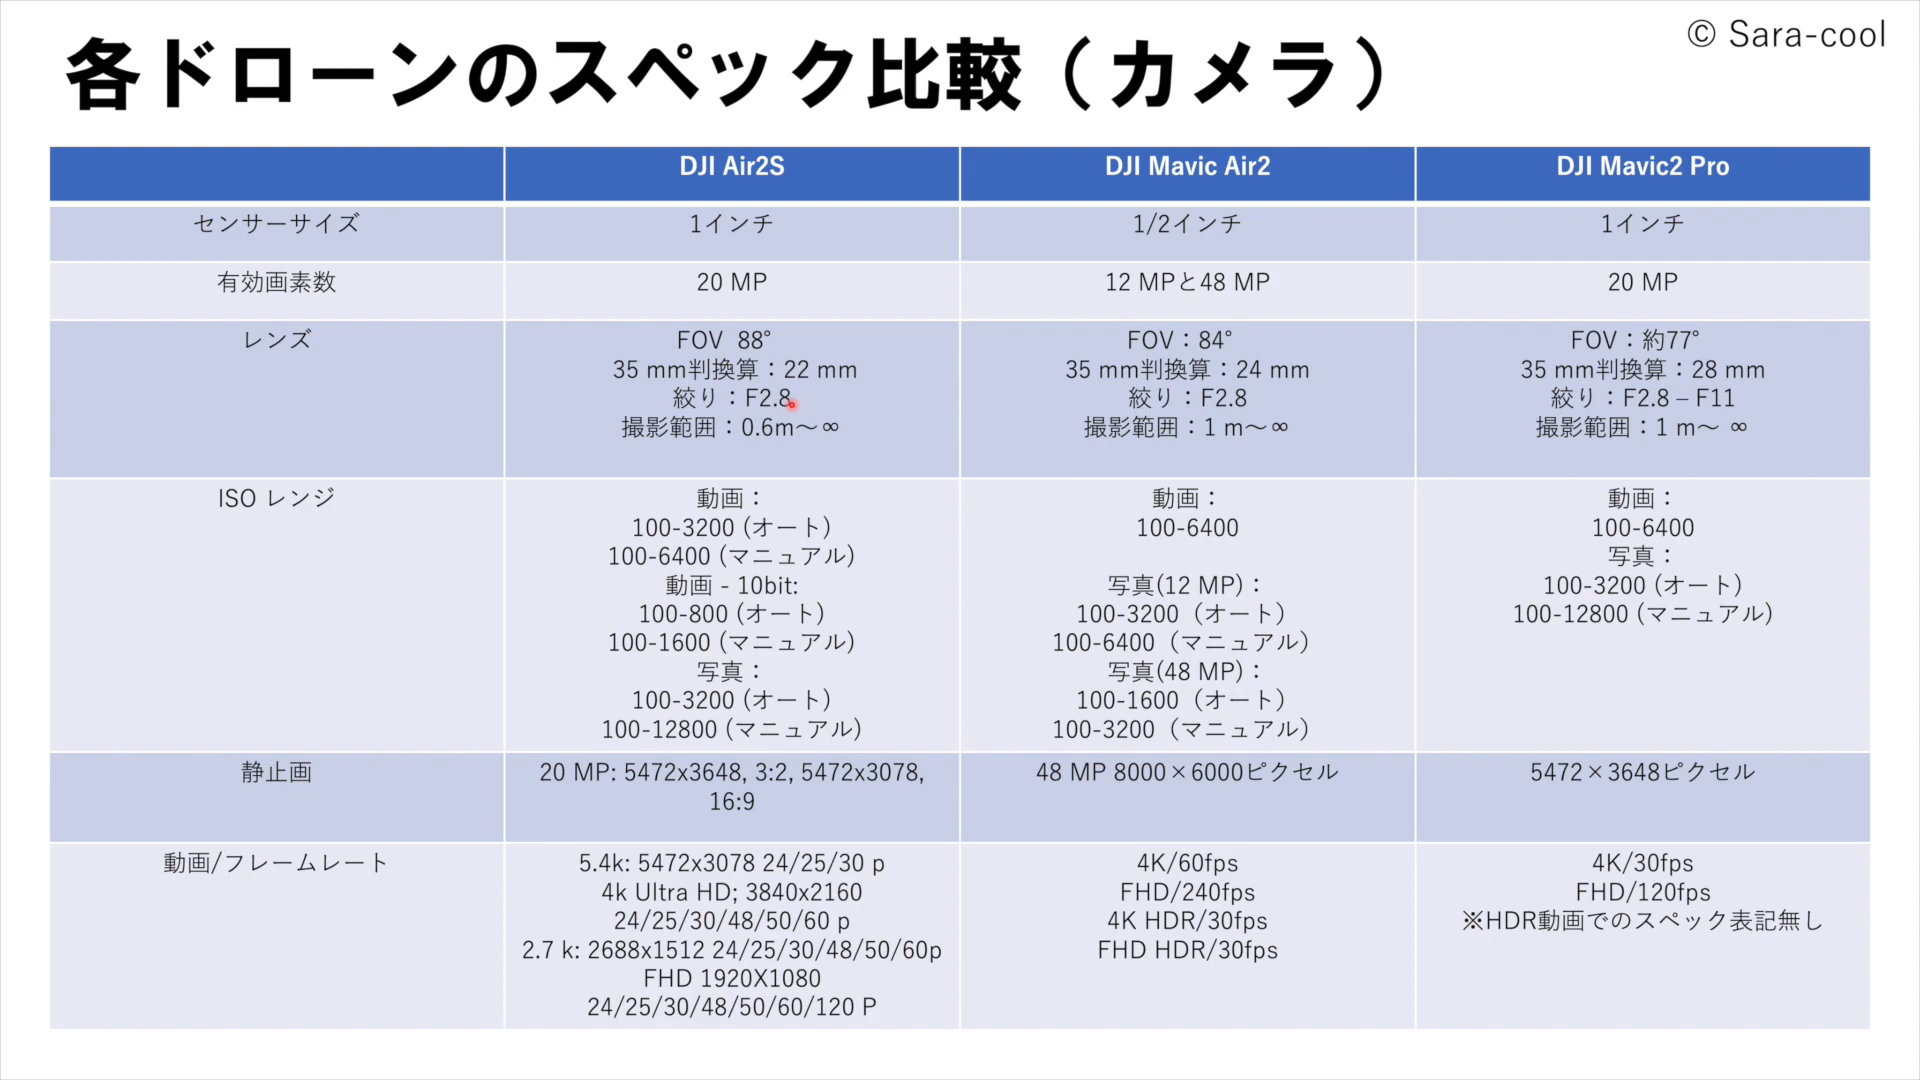 © Sara-cool
各ドローンのスペック比較（カメラ）
DJI Air2S
DJI Mavic Air2
DJI Mavic2 Pro
センサーサイズ
1インチ
1/2インチ
1インチ
有効画素数
20 MP
12 MPと48 MP
20 MP
レンズ
FOV 88°
35 mm判換算：22 mm
絞り：F2.8
撮影範囲：0.6m～∞
FOV：84°
35 mm判換算：24 mm
絞り：F2.8
撮影範囲：1 m～∞
FOV：約77°
35 mm判換算：28 mm
絞り：F2.8 – F11
撮影範囲：1 m～ ∞
ISO レンジ
動画：
100-3200 (オート)
100-6400 (マニュアル)
動画 - 10bit:
100-800 (オート)
100-1600 (マニュアル)
写真：
100-3200 (オート)
100-12800 (マニュアル)
動画：
100-6400
写真(12 MP)：
100-3200（オート）
100-6400（マニュアル）
写真(48 MP)：
100-1600（オート）
100-3200（マニュアル）
動画：
100-6400
写真：
100-3200 (オート)
100-12800 (マニュアル)
静止画
20 MP: 5472x3648, 3:2, 5472x3078,
16:9
48 MP 8000×6000ピクセル
5472×3648ピクセル
動画/フレームレート
5.4k: 5472x3078 24/25/30 p
4k Ultra HD; 3840x2160
24/25/30/48/50/60 p
2.7 k: 2688x1512 24/25/30/48/50/60p
FHD 1920X1080
24/25/30/48/50/60/120 P
4K/60fps
FHD/240fps
4K HDR/30fps
FHD HDR/30fps
4K/30fps
FHD/120fps
※HDR動画でのスペック表記無し